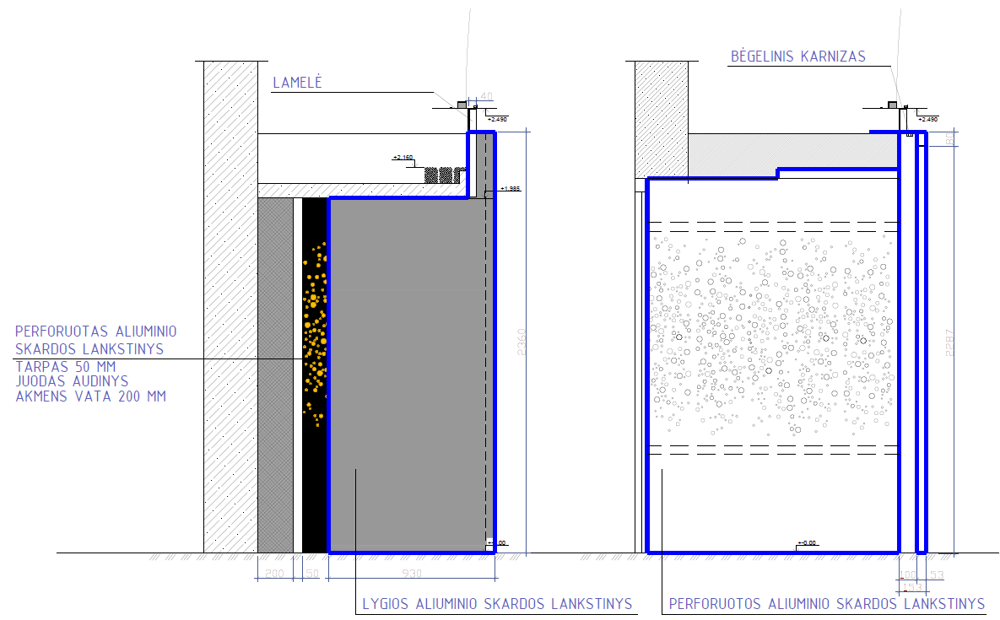 BĖGELINIS KARNIZAS
LAMELĖ
40
+2.490
+2.490
80
+2.160
+1.985
2360
2287
PERFORUOTAS ALIUMINIO
SKARDOS LANKSTINYS
TARPAS 50 MM
JUODAS AUDINYS
AKMENS VATA 200 MM
+-0.00
200
50
930
100
53
153
LYGIOS ALIUMINIO SKARDOS LANKSTINYS
PERFORUOTOS ALIUMINIO SKARDOS LANKSTINYS